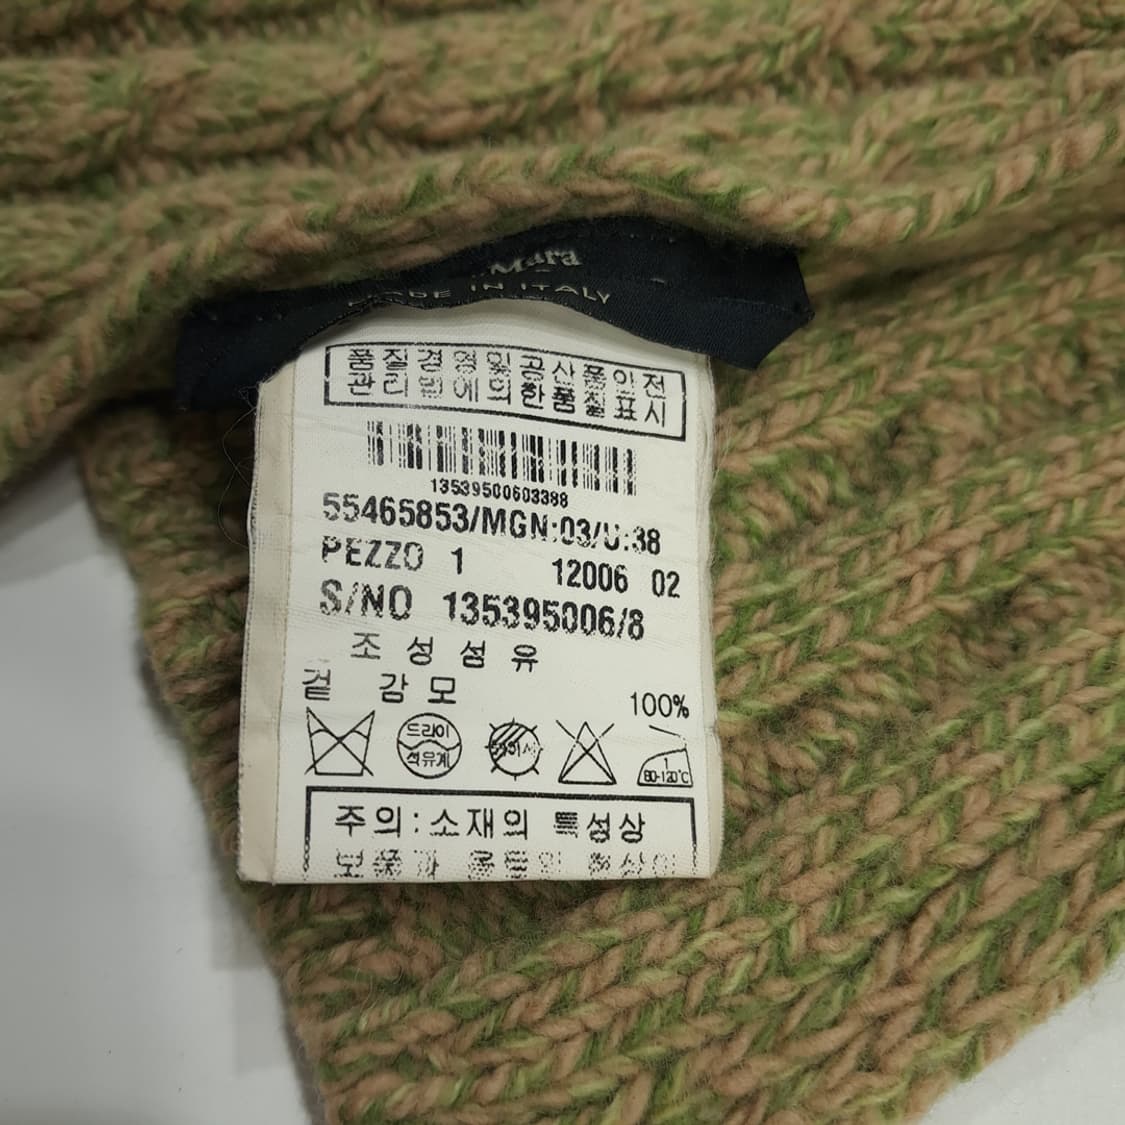 Mara
MADE IN ITALY
품질경영및공산품안전
관리법에의한품질표시
13539500603388
55465853/MGN:03/U:38
PEZZO 1 12006 02
S/NO 135395006/8
조성섬유
겉 감모 100%
드라이
석유계
1
80-120℃
주의:소재의 특성상